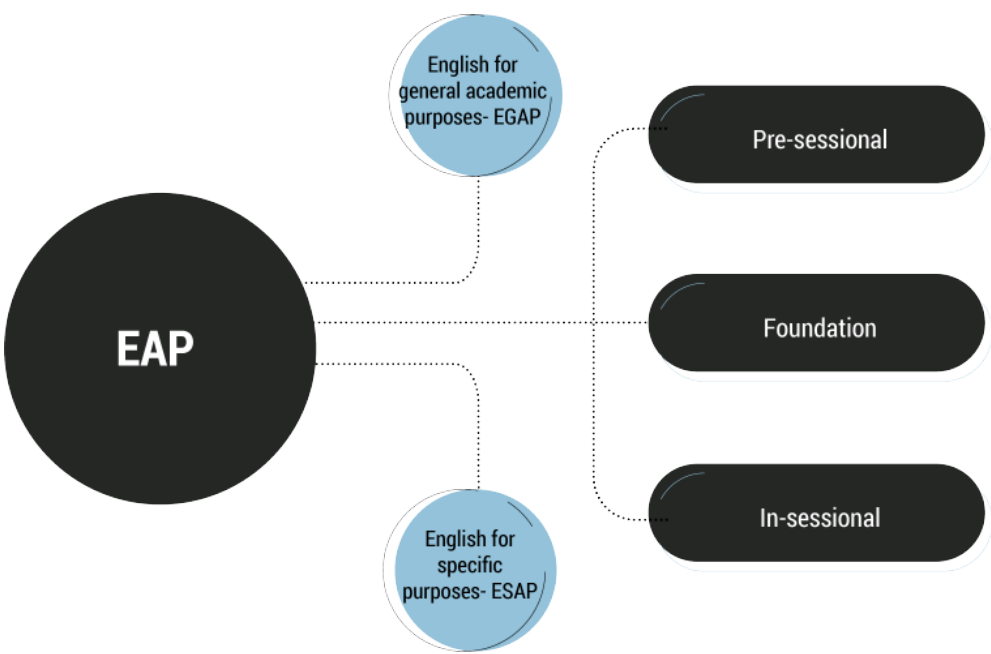 English for
general academic
purposes- EGAP
Pre-sessional
EAP
Foundation
In-sessional
English for
specific
purposes- ESAP